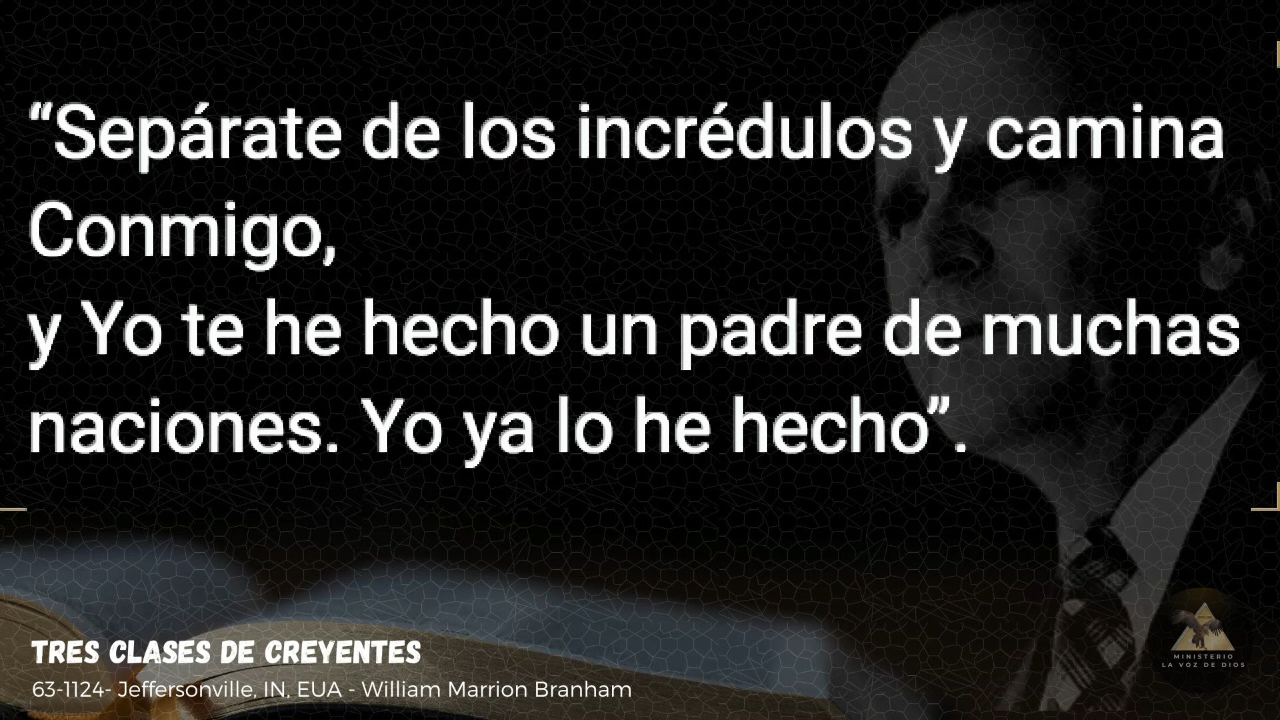 “Sepárate de los incrédulos y camina
Conmigo,
y Yo te he hecho un padre de muchas
naciones. Yo ya lo he hecho”.
TRES CLASES DE CREYENTES
63-1124- Jeffersonville, IN, EUA - William Marrion Branham
MINISTERIO
LA VOZ DE DIOS